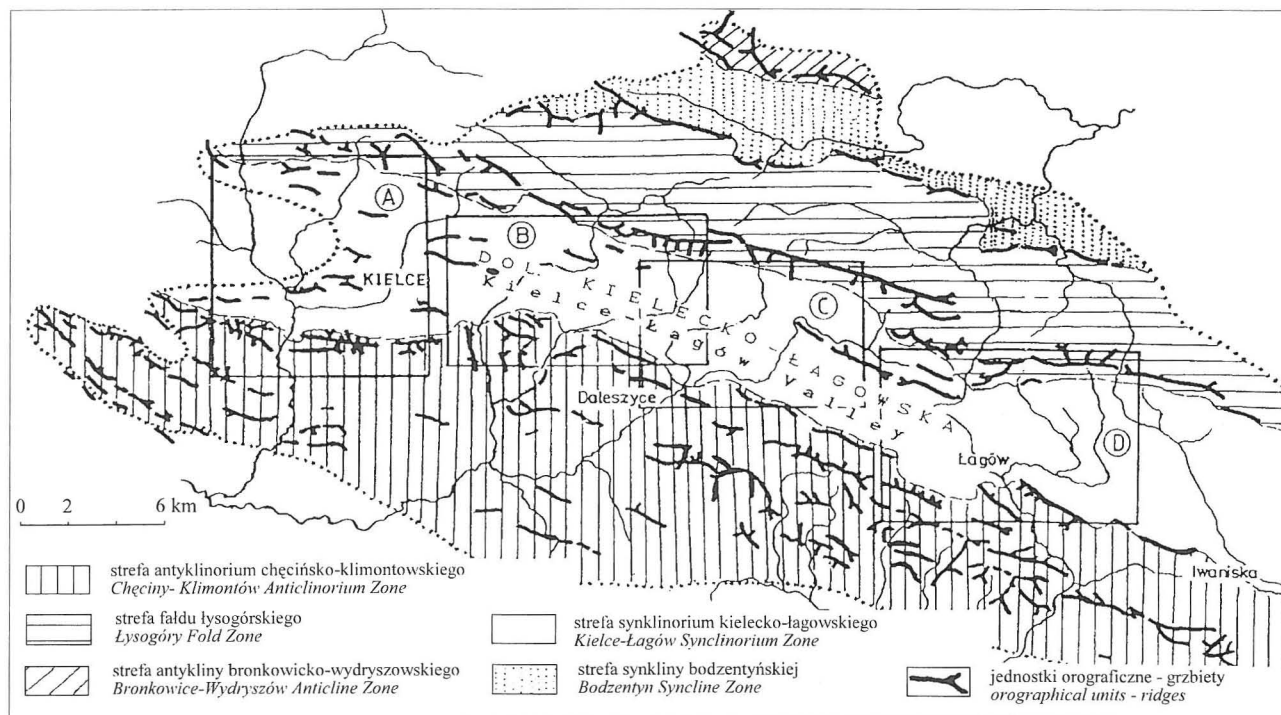 A
B
C
D
KIELCE
DOL. KIELECKO-ŁAGOWSKA
Kielce-Łagów Valley
Daleszyce
Łagów
Iwaniska
0 2 6 km
strefa antyklinorium chęcińsko-klimontowskiego
Chęciny- Klimontów Anticlinorium Zone
strefa fałdu łysogórskiego
Łysogóry Fold Zone
strefa antykliny bronkowicko-wydryszowskiego
Bronkowice-Wydryszów Anticline Zone
strefa synklinorium kielecko-łagowskiego
Kielce-Łagów Synclinorium Zone
strefa synkliny bodzentyńskiej
Bodzentyn Syncline Zone
jednostki orograficzne - grzbiety
orographical units - ridges